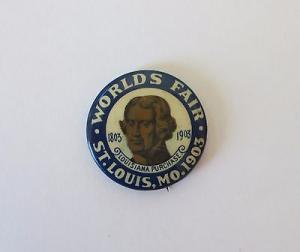 WORLDS FAIR
1803 1903
LOUISIANA PURCHASE
ST. LOUIS, MO. 1903